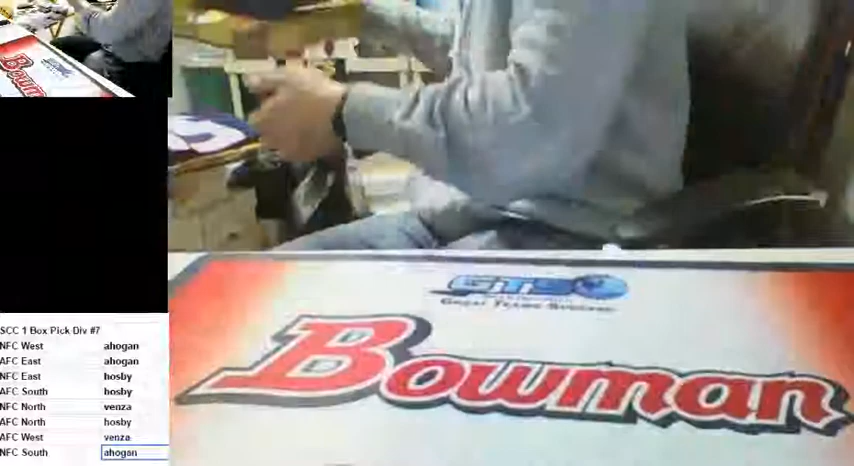 SCC 1 Box Pick Div #7
NFC West ahogan
AFC East ahogan
NFC East hosby
AFC South hosby
NFC North venza
AFC North hosby
AFC West venza
NFC South ahogan
GTS
Bowman
Bowm